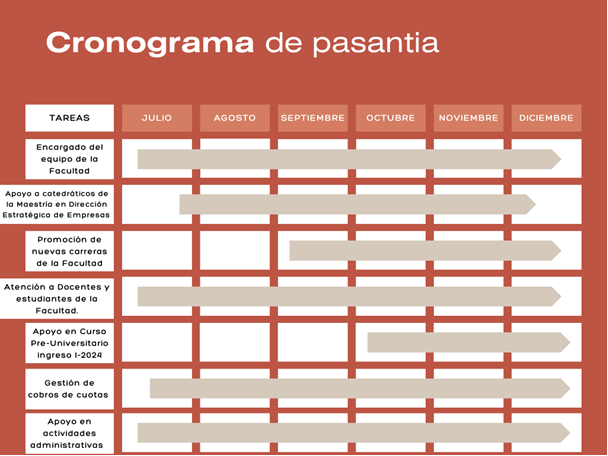 Cronograma de pasantia
TAREAS JULIO AGOSTO SEPTIEMBRE OCTUBRE NOVIEMBRE DICIEMBRE
Encargado del
equipo de la
Facultad
Apoyo a catedráticos de
la Maestría en Dirección
Estratégica de Empresas
Promoción de
nuevas carreras
de la Facultad
Atención a Docentes y
estudiantes de la
Facultad.
Apoyo en Curso
Pre-Universitario
ingreso I-2024
Gestión de
cobros de cuotas
Apoyo en
actividades
administrativas